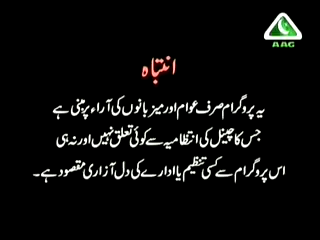 AAG
انتباہ
یہ پروگرام صرف عوام اور میزبانوں کی آراء پر مبنی ہے
جس کا چینل کی انتظامیہ سے کوئی تعلق نہیں اور نہ ہی
اس پروگرام سے کسی تنظیم یا ادارے کی دل آزاری مقصود ہے۔